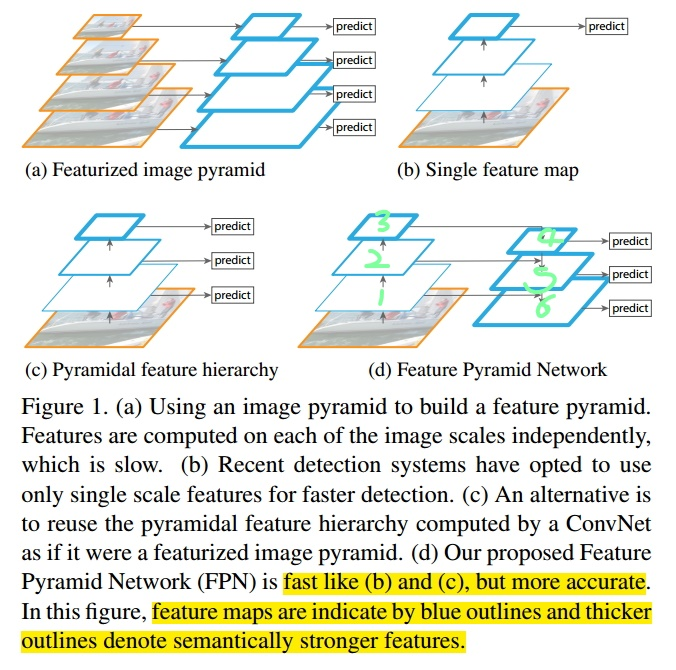 predict
predict
predict
predict
predict
(a) Featurized image pyramid
(b) Single feature map
predict
predict
predict
3
2
1
4
5
6
predict
predict
predict
(c) Pyramidal feature hierarchy
(d) Feature Pyramid Network
Figure 1. (a) Using an image pyramid to build a feature pyramid.
Features are computed on each of the image scales independently,
which is slow. (b) Recent detection systems have opted to use
only single scale features for faster detection. (c) An alternative is
to reuse the pyramidal feature hierarchy computed by a ConvNet
as if it were a featurized image pyramid. (d) Our proposed Feature
Pyramid Network (FPN) is fast like (b) and (c), but more accurate.
In this figure, feature maps are indicate by blue outlines and thicker
outlines denote semantically stronger features.